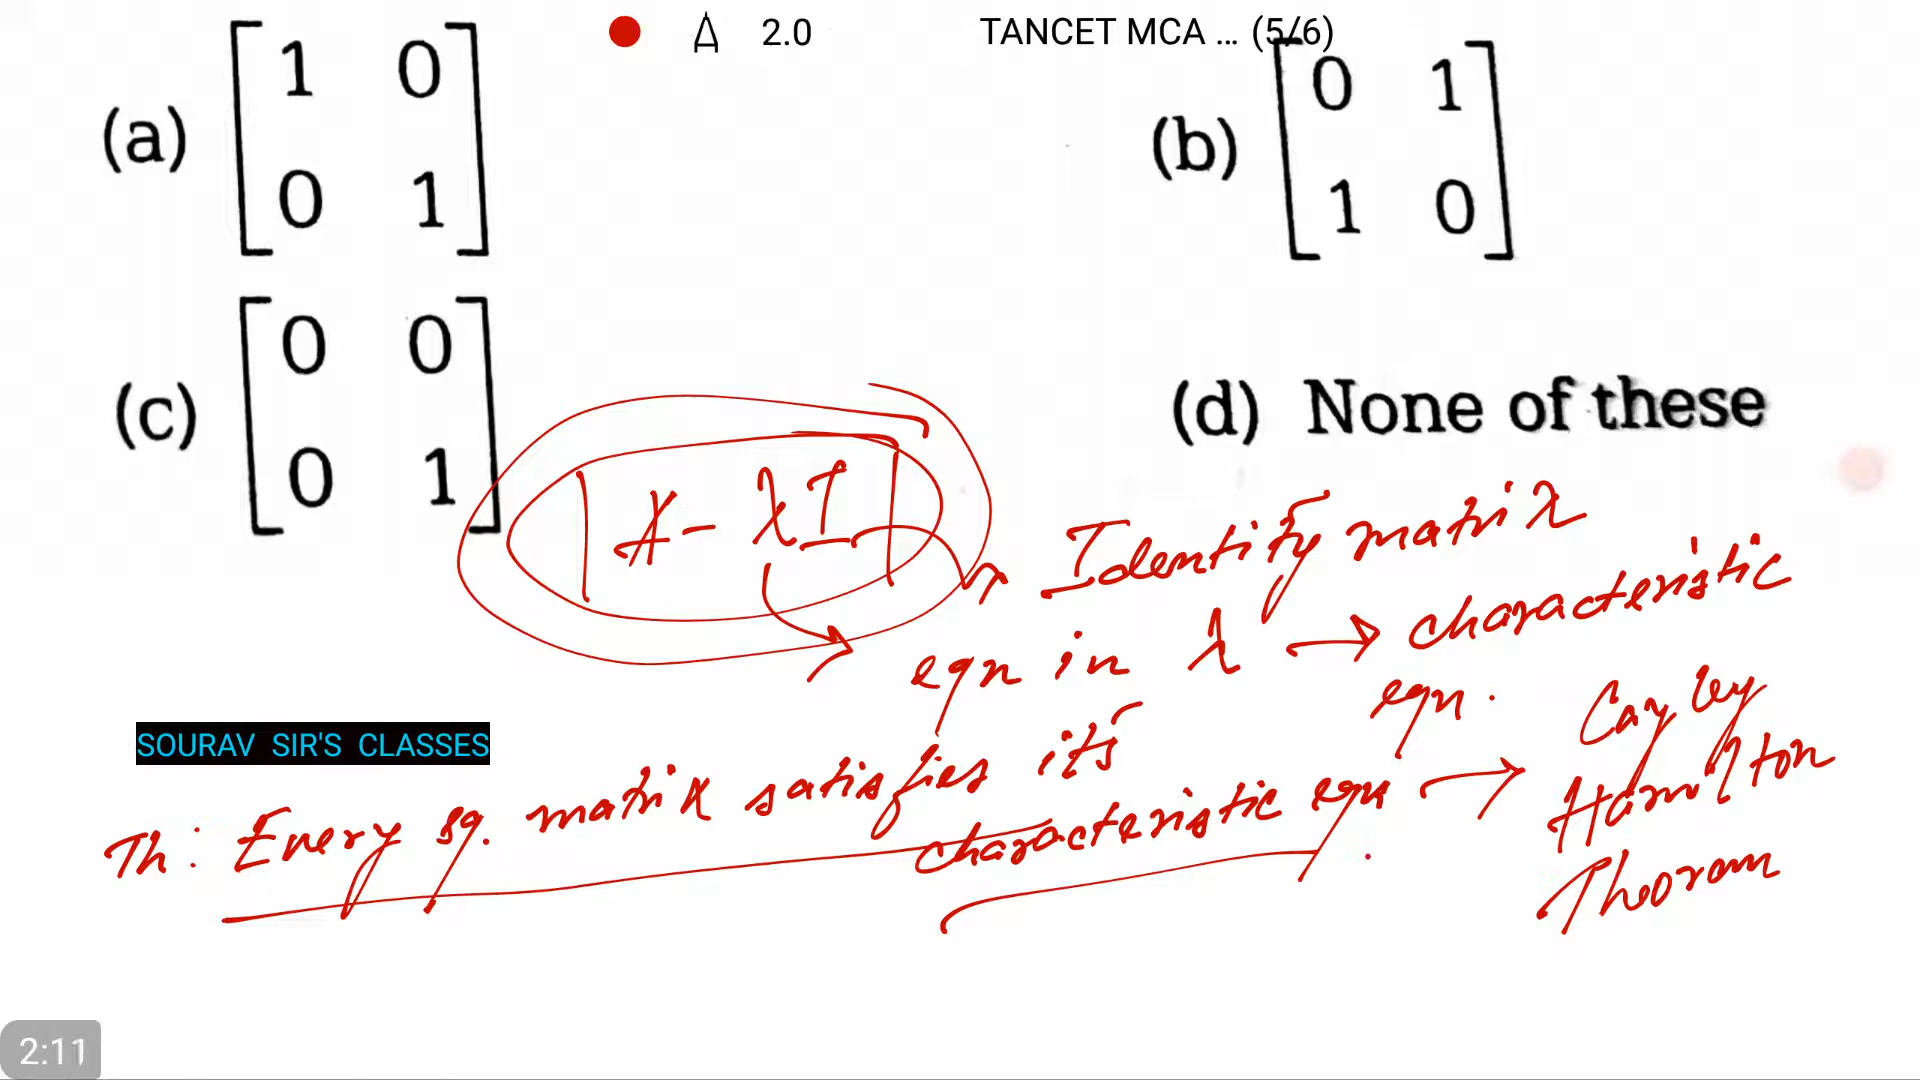 ● Δ 2.0 TANCET MCA ... (5/6)
(a) [1 0
0 1]
(b) [0 1
1 0]
(c) [0 0
0 1]
(d) None of these
|A - λI|
Identity matrix
eqn in λ → characteristic
eqn.
SOURAV SIR'S CLASSES
Th: Every sq. matrix satisfies its
characteristic eqn → Cayley
Hamilton
Theorem
2:11